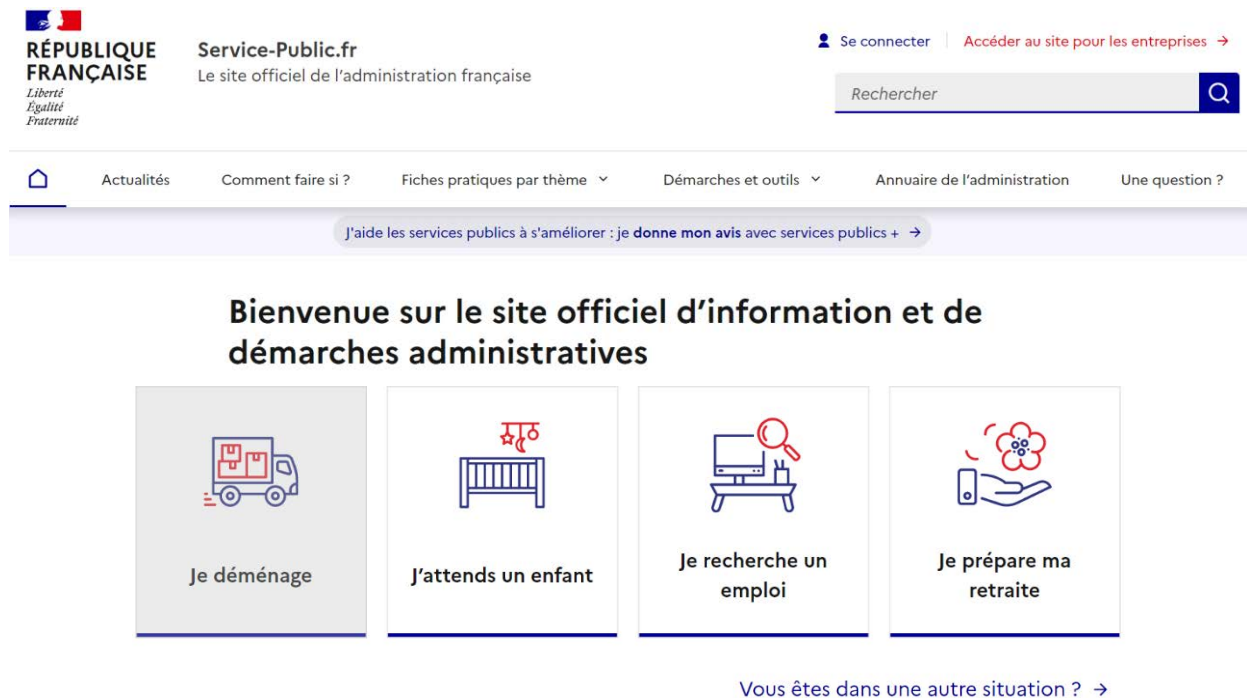 RÉPUBLIQUE
FRANÇAISE
Liberté
Égalité
Fraternité
Service-Public.fr
Le site officiel de l'administration française
Se connecter
Accéder au site pour les entreprises →
Rechercher
Actualités
Comment faire si ?
Fiches pratiques par thème
Démarches et outils
Annuaire de l'administration
Une question ?
J'aide les services publics à s'améliorer : je donne mon avis avec services publics + →
Bienvenue sur le site officiel d'information et de
démarches administratives
Je déménage
J'attends un enfant
Je recherche un
emploi
Je prépare ma
retraite
Vous êtes dans une autre situation ? →